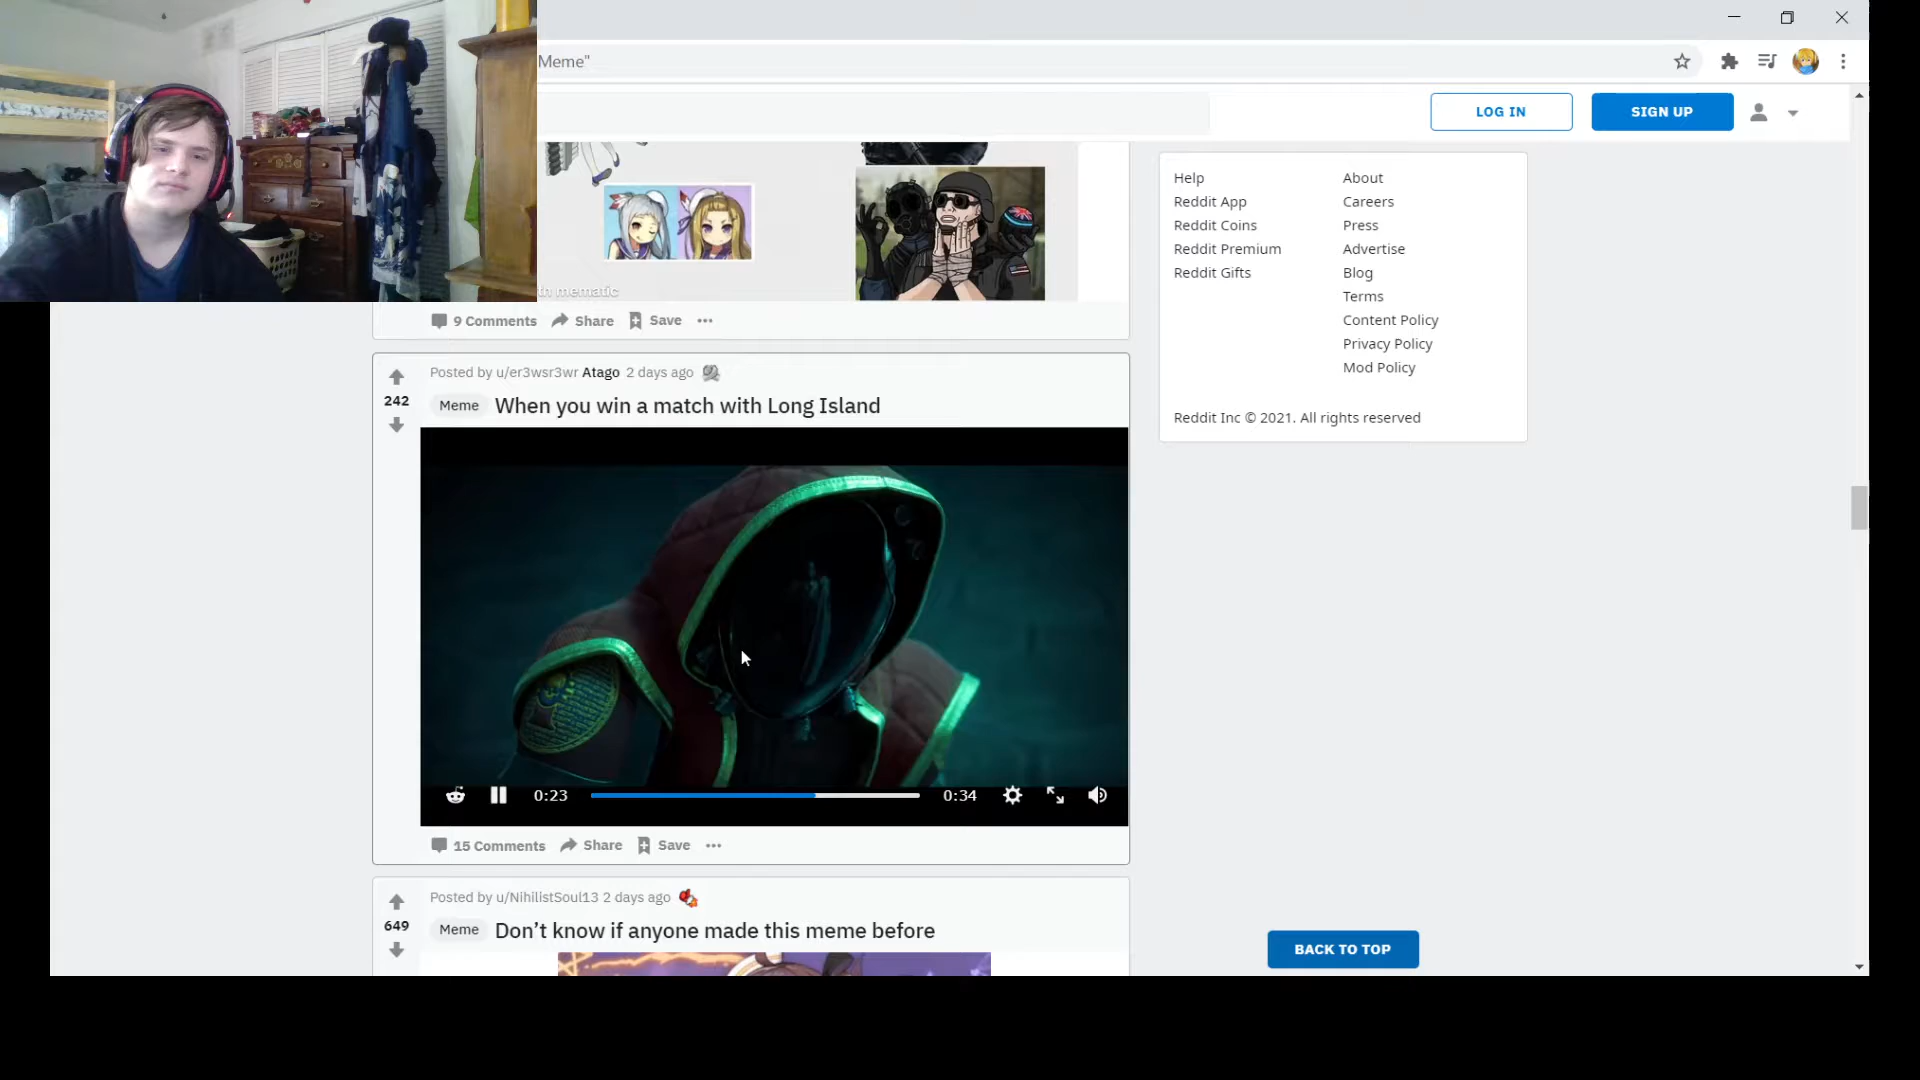 Meme"
LOG IN
SIGN UP
th mematic
9 Comments
Share
Save
Posted by u/er3wsr3wr Atago 2 days ago
242
Meme When you win a match with Long Island
0:23
0:34
15 Comments
Share
Save
Posted by u/NihilistSoul13 2 days ago
649
Meme Don’t know if anyone made this meme before
Help
Reddit App
Reddit Coins
Reddit Premium
Reddit Gifts
About
Careers
Press
Advertise
Blog
Terms
Content Policy
Privacy Policy
Mod Policy
Reddit Inc © 2021. All rights reserved
BACK TO TOP